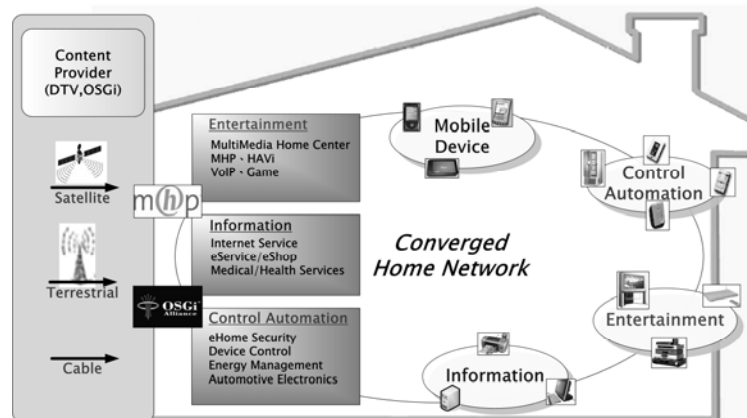 Content
Provider
(DTV,OSGi)
Satellite
Terrestrial
Cable
mhp
OSGi
Alliance
Entertainment
MultiMedia Home Center
MHP、HAVi
VoIP、Game
Information
Internet Service
eService/eShop
Medical/Health Services
Control Automation
eHome Security
Device Control
Energy Management
Automotive Electronics
Converged
Home Network
Mobile
Device
Control
Automation
Entertainment
Information